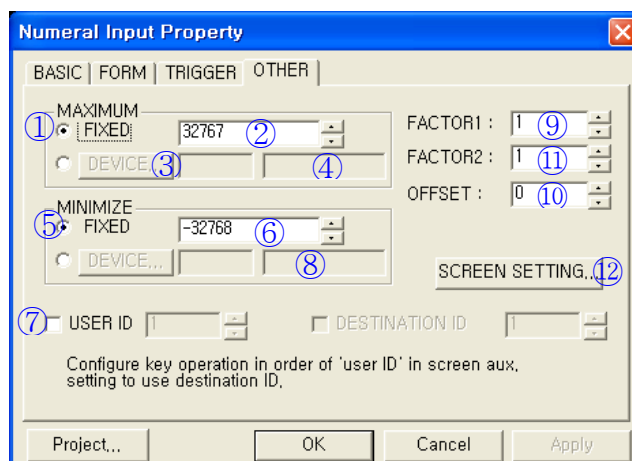 Numeral Input Property
BASIC FORM TRIGGER OTHER
MAXIMUM
① FIXED 32767 ②
DEVICE.. ③ ④
FACTOR1 : 1 ⑨
FACTOR2 : 1 ⑪
OFFSET : 0 ⑩
MINIMIZE
⑤ FIXED -32768 ⑥
DEVICE... ⑧
SCREEN SETTING.. ⑫
⑦ USER ID 1 DESTINATION ID 1
Configure key operation in order of 'user ID' in screen aux,
setting to use destination ID,
Project... OK Cancel Apply